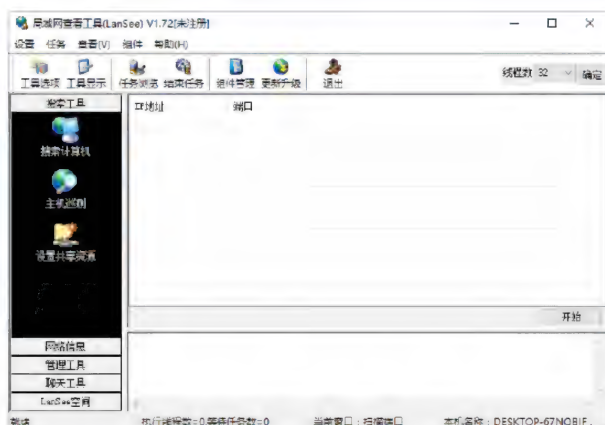 局域网查看工具(LanSee) V1.72[未注册]
设置 任务 查看(V) 组件 帮助(H)
工具选项 工具显示 任务浏览 结束任务 组件管理 更新升级 退出 线程数 32 确定
搜索工具
IP地址 端口
搜索计算机
主机巡测
设置共享资源
开始
网络信息
管理工具
聊天工具
LanSee空间
就绪 执行线程数=0,等待任务数=0 当前窗口：扫描端口 本机名称：DESKTOP-67NOBIF,